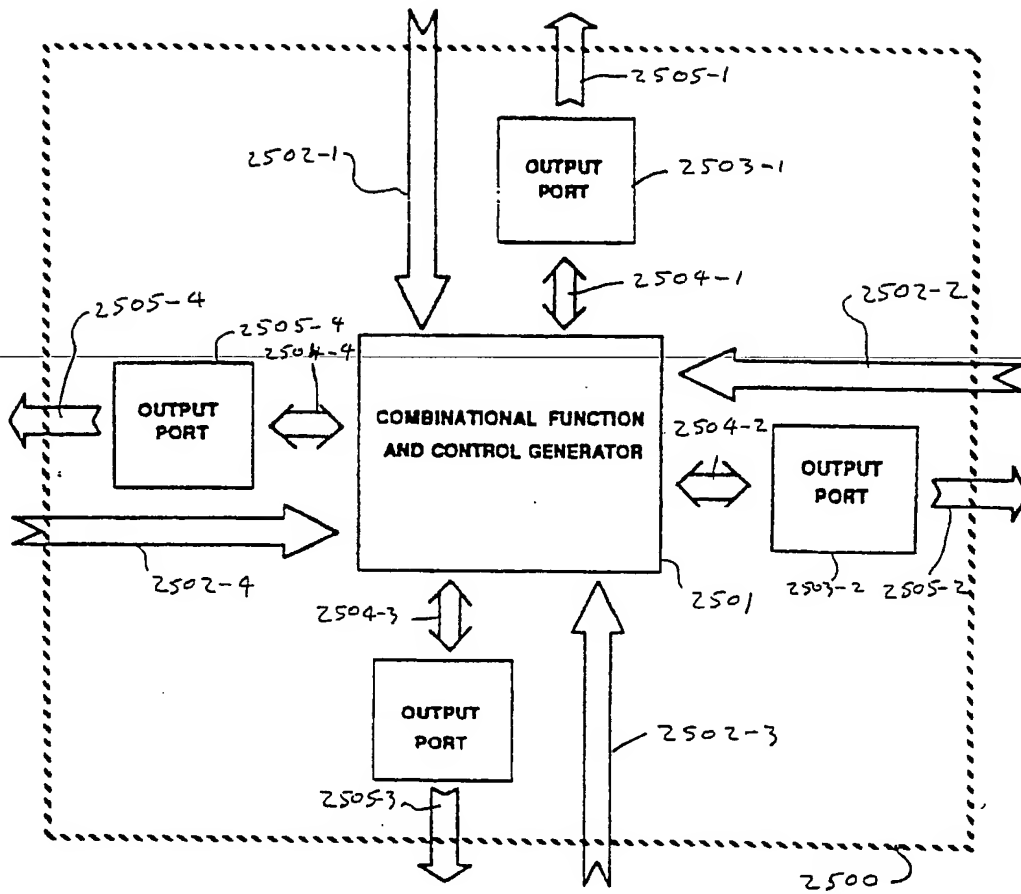 2505-1
2502-1
OUTPUT
PORT
2503-1
2504-1
2505-4
2502-2
2505-4
2504-4
OUTPUT
PORT
COMBINATIONAL FUNCTION
AND CONTROL GENERATOR
2504-2
OUTPUT
PORT
2502-4
2503-2
2505-2
2501
2504-3
OUTPUT
PORT
2502-3
2505-3
2500